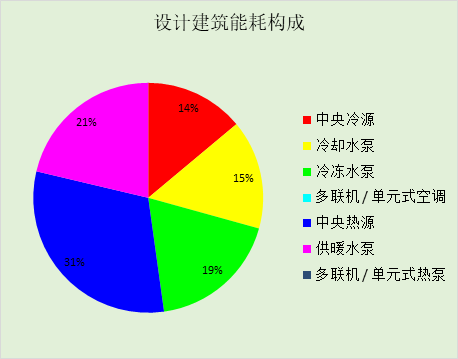 设计建筑能耗构成
14%
15%
19%
31%
21%
中央冷源
冷却水泵
冷冻水泵
多联机/单元式空调
中央热源
供暖水泵
多联机/单元式热泵